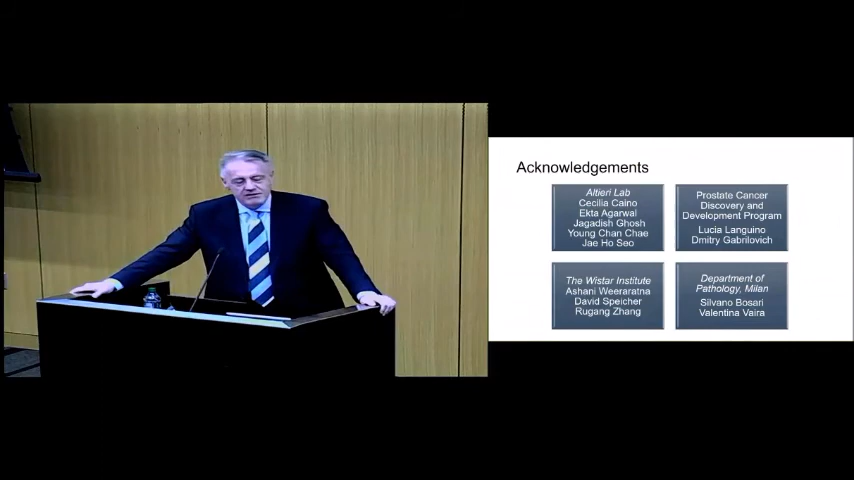 Acknowledgements
Altieri Lab
Cecilia Caino
Ekta Agarwal
Jagadish Ghosh
Young Chan Chae
Jae Ho Seo
Prostate Cancer
Discovery and
Development Program
Lucia Languino
Dmitry Gabrilovich
The Wistar Institute
Ashani Weeraratna
David Speicher
Rugang Zhang
Department of
Pathology, Milan
Silvano Bosari
Valentina Vaira